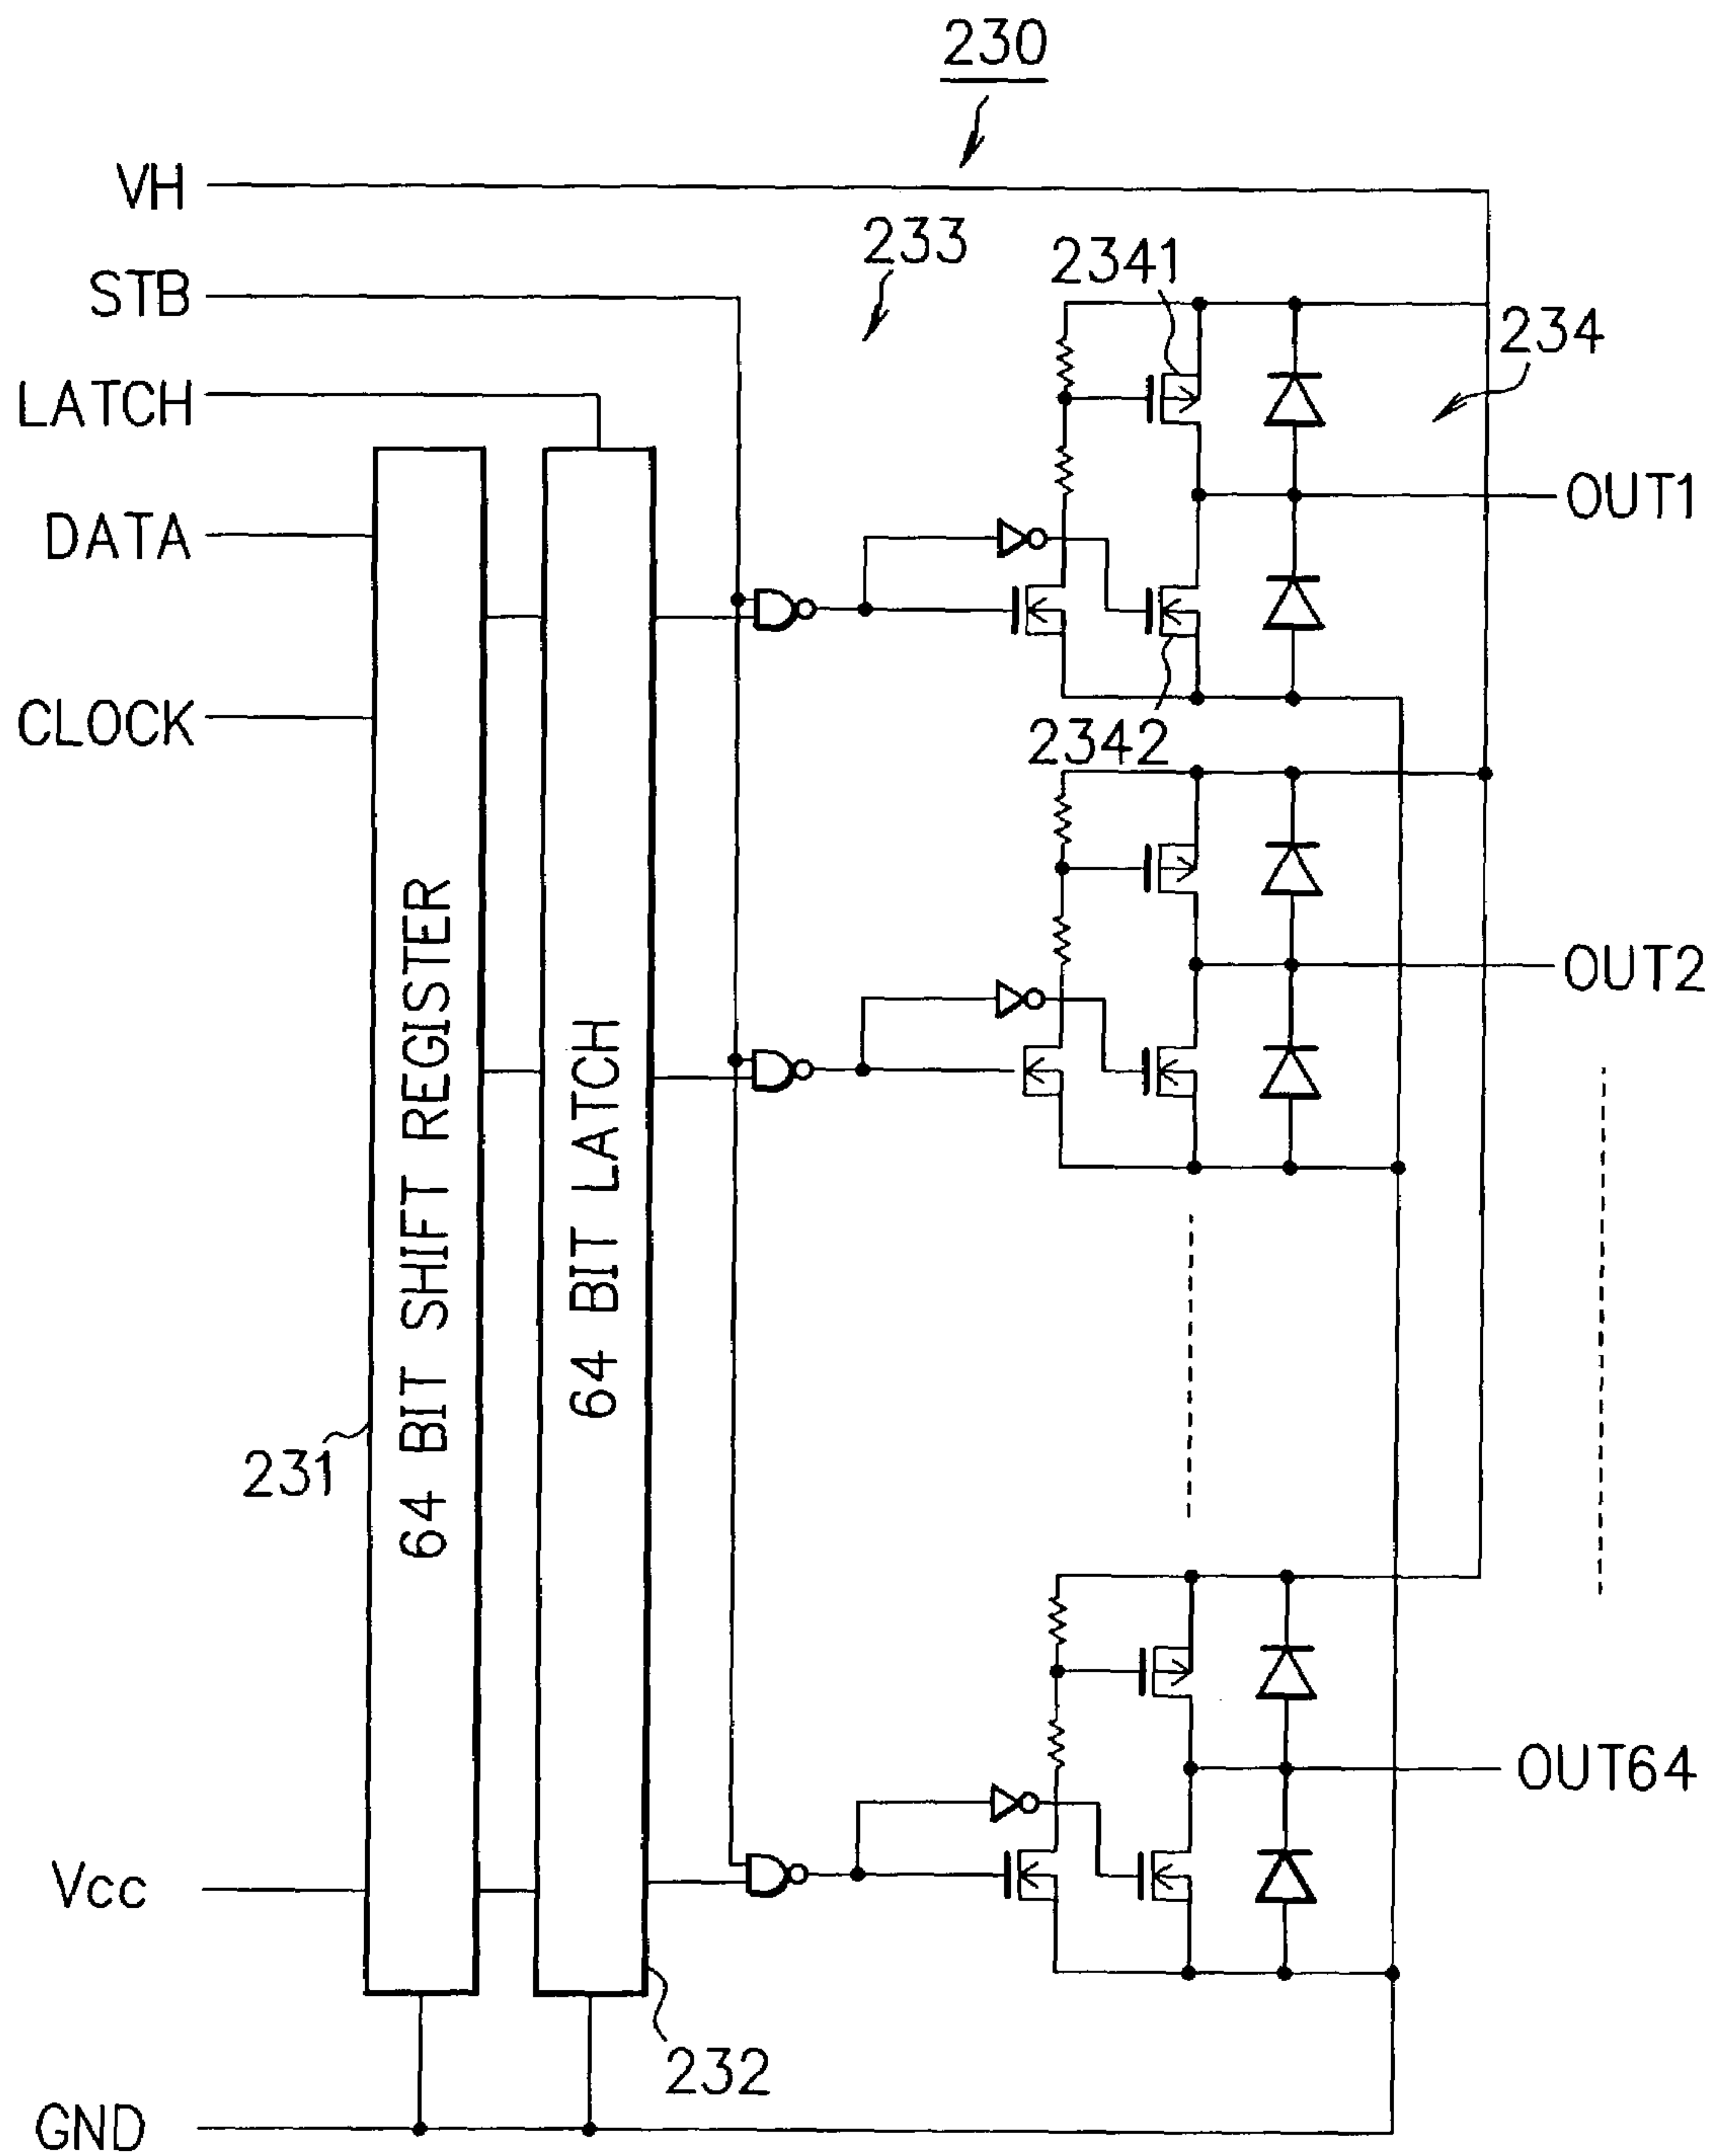 230
VH
233
2341
STB
234
LATCH
OUT1
DATA
CLOCK
2342
64 BIT SHIFT REGISTER
64 BIT LATCH
OUT2
231
OUT64
Vcc
232
GND